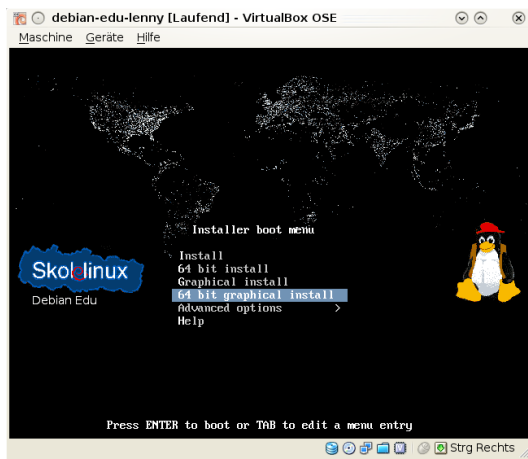 debian-edu-lenny [Laufend] - VirtualBox OSE
Maschine Geräte Hilfe
Installer boot menu
Install
64 bit install
Graphical install
64 bit graphical install
Advanced options >
Help
Skolelinux
Debian Edu
Press ENTER to boot or TAB to edit a menu entry
Strg Rechts